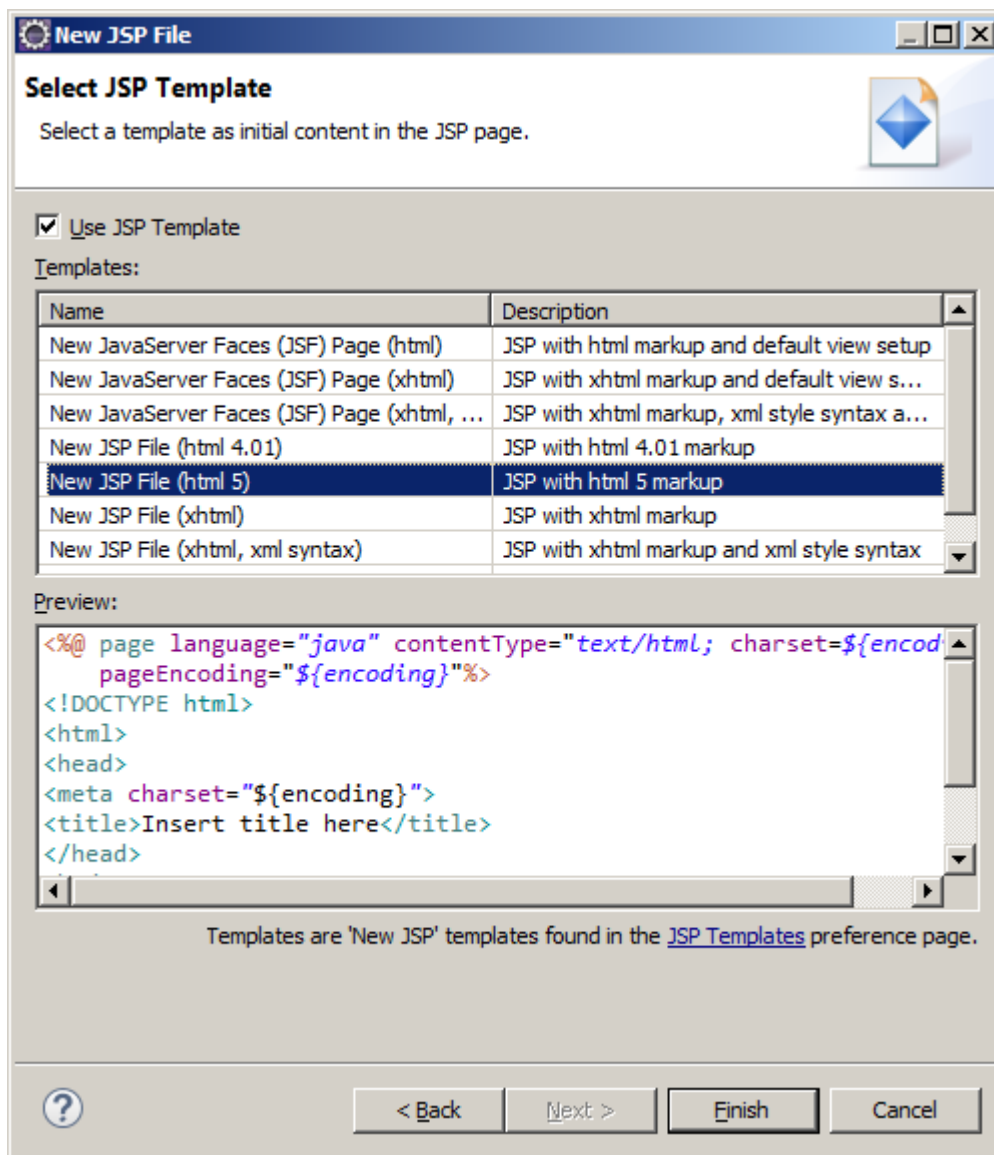 New JSP File
Select JSP Template
Select a template as initial content in the JSP page.
Use JSP Template
Templates:
Name Description
New JavaServer Faces (JSF) Page (html) JSP with html markup and default view setup
New JavaServer Faces (JSF) Page (xhtml) JSP with xhtml markup and default view s...
New JavaServer Faces (JSF) Page (xhtml, ... JSP with xhtml markup, xml style syntax a...
New JSP File (html 4.01) JSP with html 4.01 markup
New JSP File (html 5) JSP with html 5 markup
New JSP File (xhtml) JSP with xhtml markup
New JSP File (xhtml, xml syntax) JSP with xhtml markup and xml style syntax
Preview:
<%@ page language="java" contentType="text/html; charset=${encod
    pageEncoding="${encoding}"%>
<!DOCTYPE html>
<html>
<head>
<meta charset="${encoding}">
<title>Insert title here</title>
</head>
Templates are 'New JSP' templates found in the JSP Templates preference page.
? < Back Next > Finish Cancel